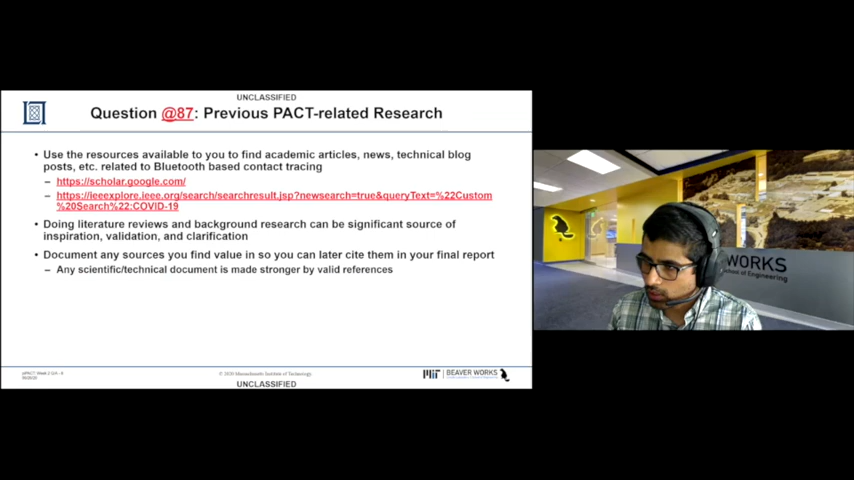 UNCLASSIFIED
Question @87: Previous PACT-related Research
• Use the resources available to you to find academic articles, news, technical blog
posts, etc. related to Bluetooth based contact tracing
– https://scholar.google.com/
– https://ieeexplore.ieee.org/search/searchresult.jsp?newsearch=true&queryText=%22Custom
%20Search%22:COVID-19
• Doing literature reviews and background research can be significant source of
inspiration, validation, and clarification
• Document any sources you find value in so you can later cite them in your final report
– Any scientific/technical document is made stronger by valid references
© 2020 Massachusetts Institute of Technology
MIT BEAVER WORKS
UNCLASSIFIED
WORKS
School of Engineering